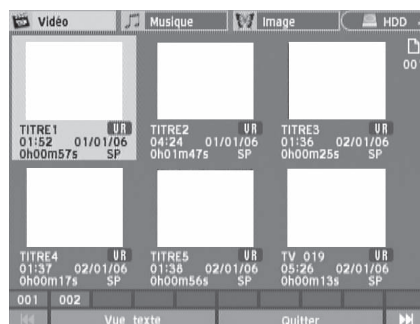 Vidéo Musique Image HDD
001
TITRE1 VR TITRE2 VR TITRE3 VR
01:52 01/01/06 04:24 01/01/06 01:36 02/01/06
0h00m57s SP 0h01m47s SP 0h00m25s SP
TITRE4 VR TITRE5 VR TV 019 VR
01:37 02/01/06 01:38 02/01/06 05:26 02/01/06
0h00m17s SP 0h00m56s SP 0h00m13s SP
001 002
Vue texte Quitter